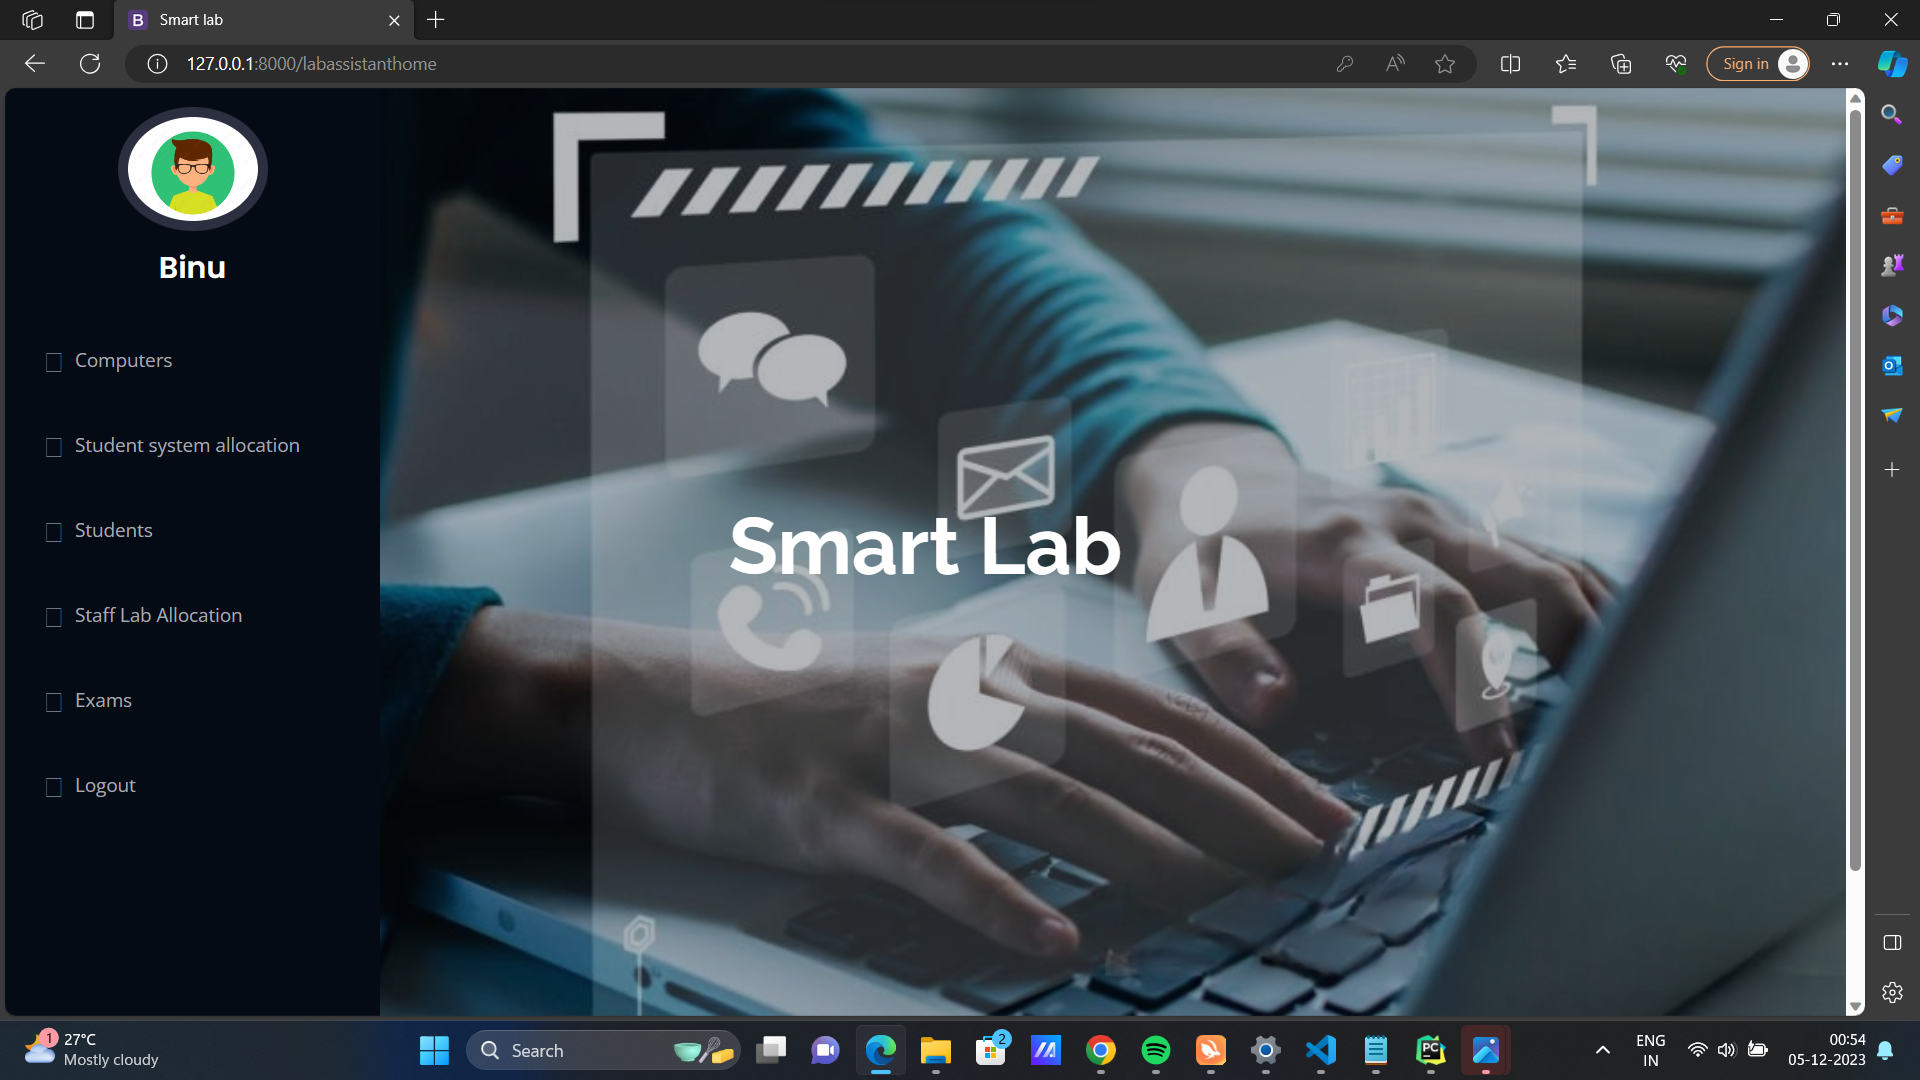 Smart lab
127.0.0.1:8000/labassistanthome
Sign in
Binu
Computers
Student system allocation
Students
Staff Lab Allocation
Exams
Logout
Smart Lab
1
27°C
Mostly cloudy
Search
2
ENG
IN
00:54
05-12-2023